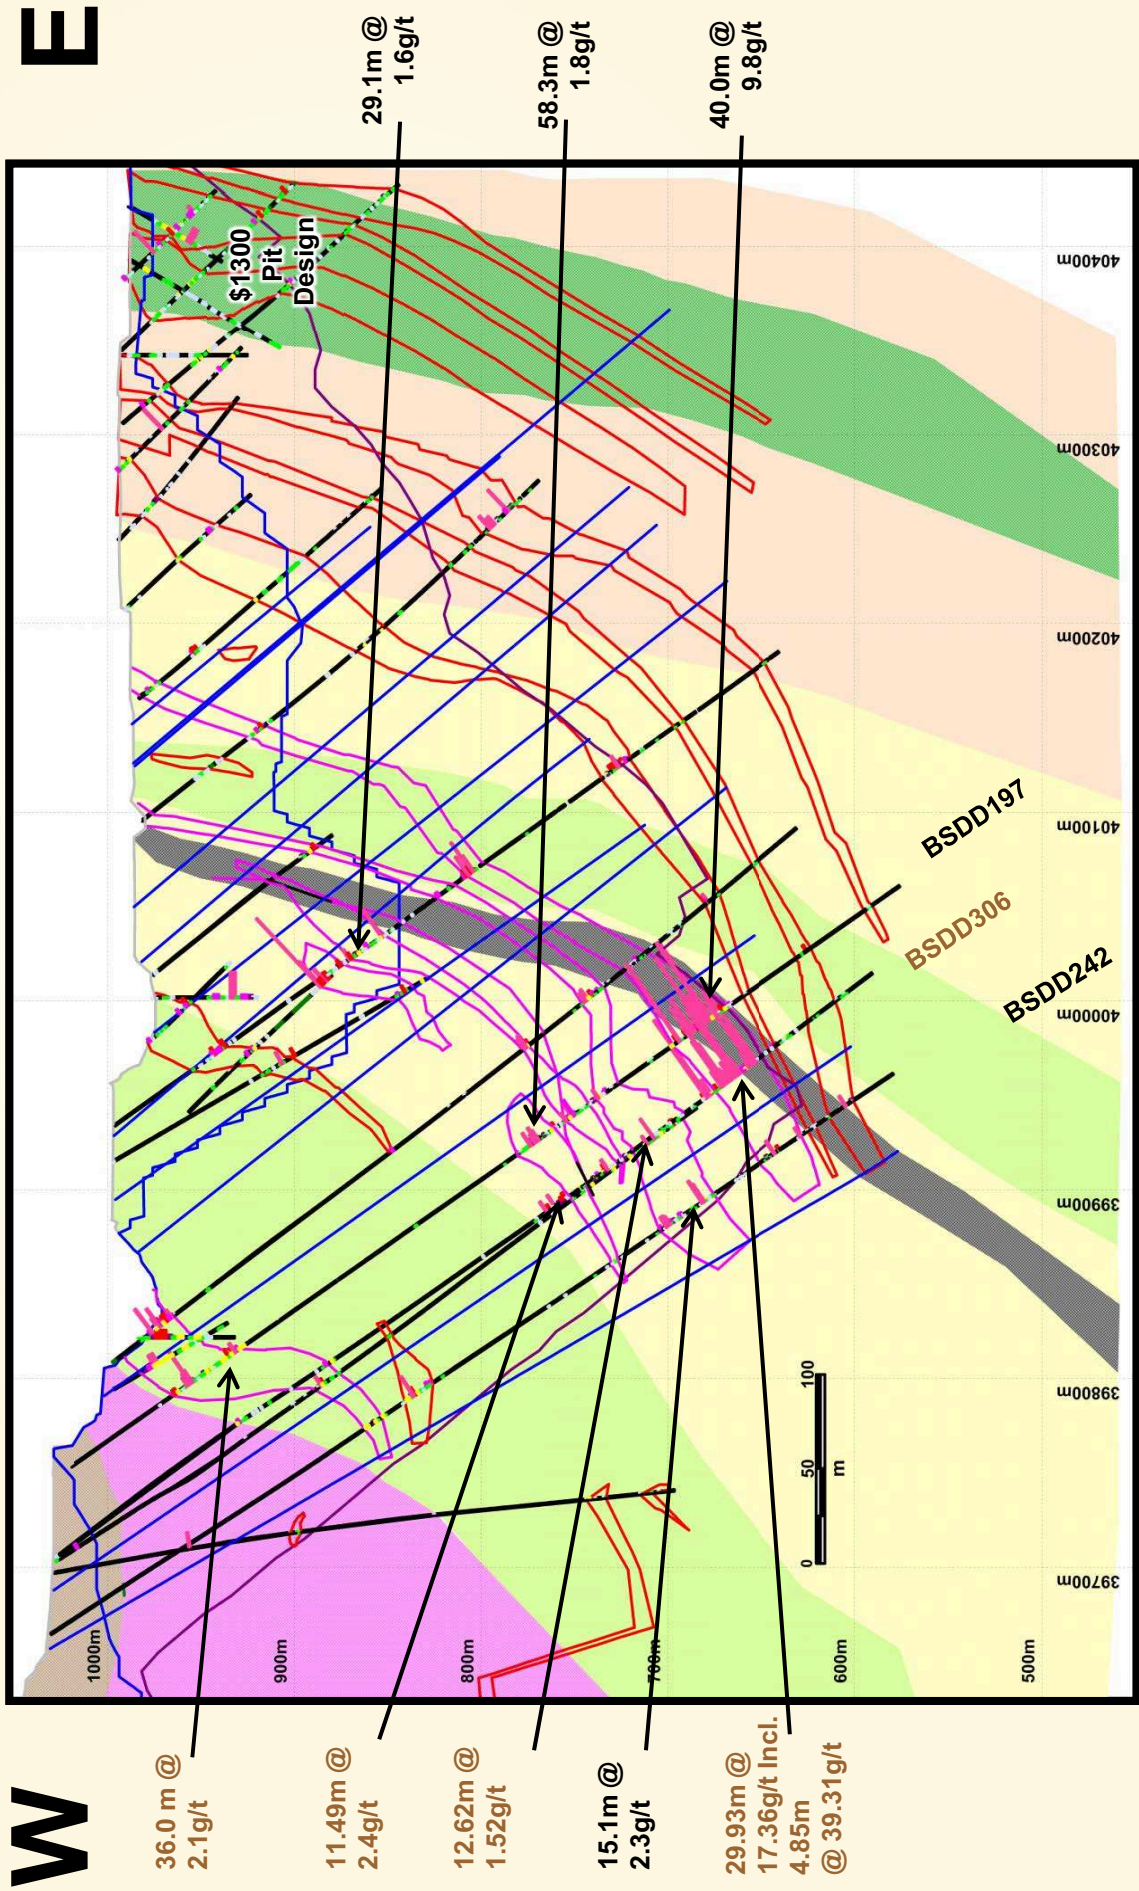 W
E
36.0 m @
2.1g/t
11.49m @
2.4g/t
12.62m @
1.52g/t
15.1m @
2.3g/t
29.93m @
17.36g/t Incl.
4.85m
@ 39.31g/t
29.1m @
1.6g/t
58.3m @
1.8g/t
40.0m @
9.8g/t
$1300
Pit
Design
1000m
900m
800m
700m
600m
500m
0 50 100
m
BSDD242
BSDD306
BSDD197
39700m
39800m
39900m
40000m
40100m
40200m
40300m
40400m